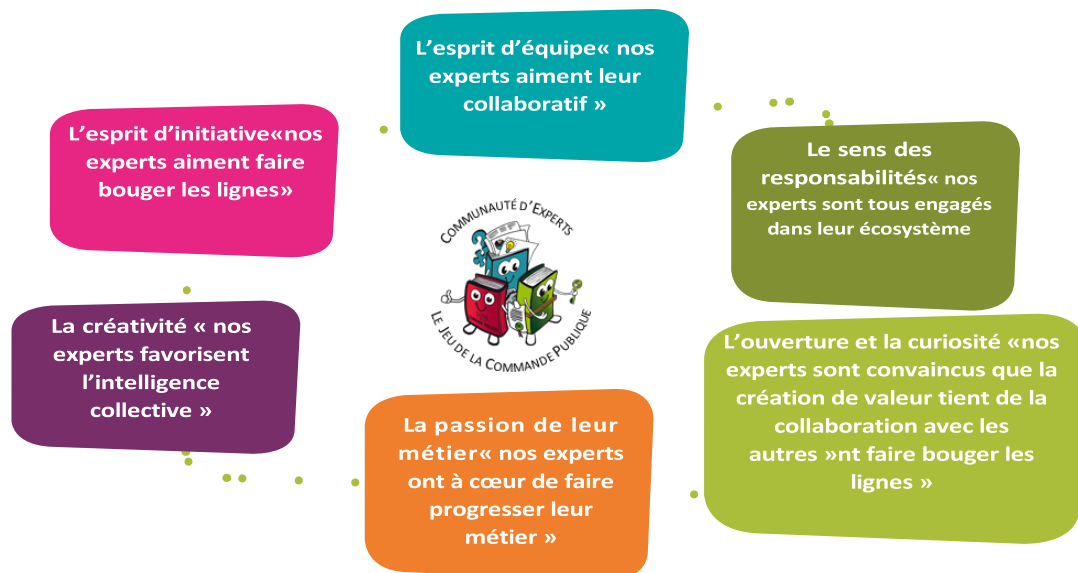 L'esprit d'équipe« nos
experts aiment leur
collaboratif »
L'esprit d'initiative«nos
experts aiment faire
bouger les lignes»
Le sens des
responsabilités« nos
experts sont tous engagés
dans leur écosystème
COMMUNAUTÉ D'EXPERTS
LE JEU DE LA COMMANDE PUBLIQUE
La créativité « nos
experts favorisent
l'intelligence
collective »
L'ouverture et la curiosité «nos
experts sont convaincus que la
création de valeur tient de la
collaboration avec les
autres »nt faire bouger les
lignes »
La passion de leur
métier« nos experts
ont à cœur de faire
progresser leur
métier »